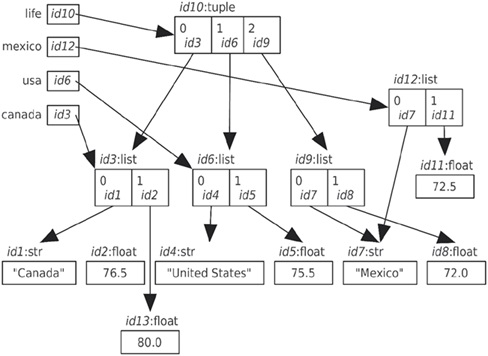 id10:tuple
life id10
0 1 2
id3 id6 id9
mexico id12
id12:list
usa id6
0 1
id7 id11
canada id3
id3:list id6:list id9:list
id11:float
72.5
0 1 0 1 0 1
id1 id2 id4 id5 id7 id8
id1:str id2:float id4:str id5:float id7:str id8:float
"Canada" 76.5 "United States" 75.5 "Mexico" 72.0
id13:float
80.0